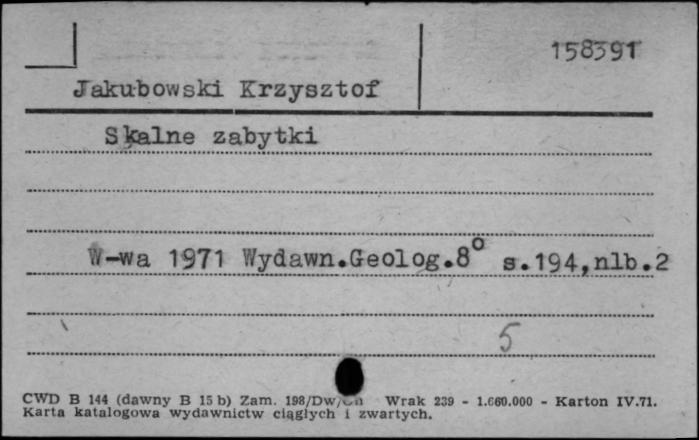 158391
Jakubowski Krzysztof
Skalne zabytki
W-wa 1971 Wydawn.Geolog.8° s.194,nlb.2
5
CWD B 144 (dawny B 15 b) Zam. 198/Dw/ Wrak 239 - 1.660.000 - Karton IV.71.
Karta katalogowa wydawnictw ciągłych i zwartych.